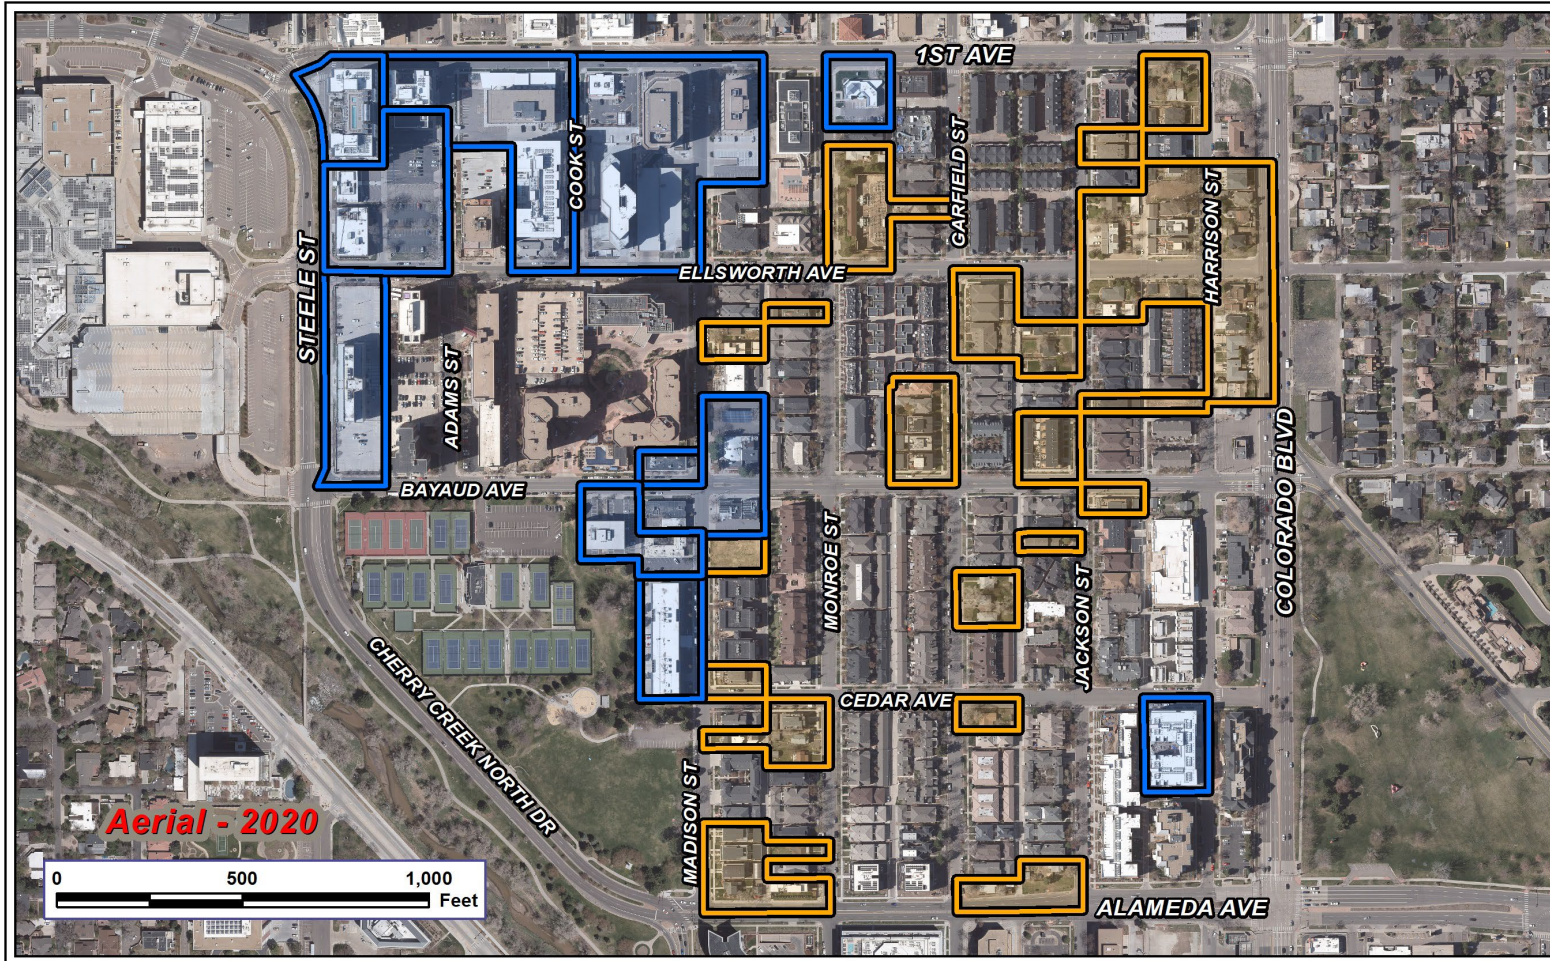 1ST AVE
COOK ST
GARFIELD ST
HARRISON ST
STEELE ST
ELLSWORTH AVE
ADAMS ST
BAYAUD AVE
COLORADO BLVD
MONROE ST
JACKSON ST
CHERRY CREEK NORTH DR
CEDAR AVE
MADISON ST
Aerial - 2020
0 500 1,000
Feet
ALAMEDA AVE